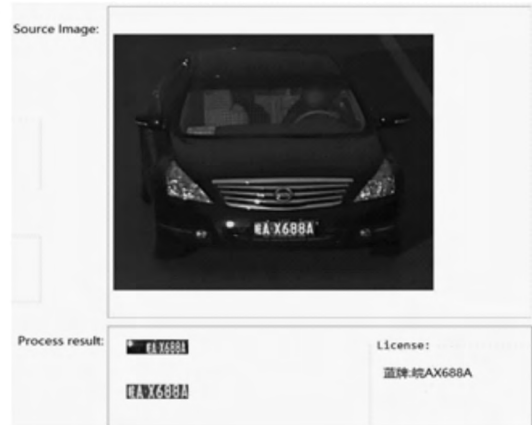 Source Image:
皖A·X688A
Process result:
皖A·X688A
皖A·X688A
License:
蓝牌:皖AX688A